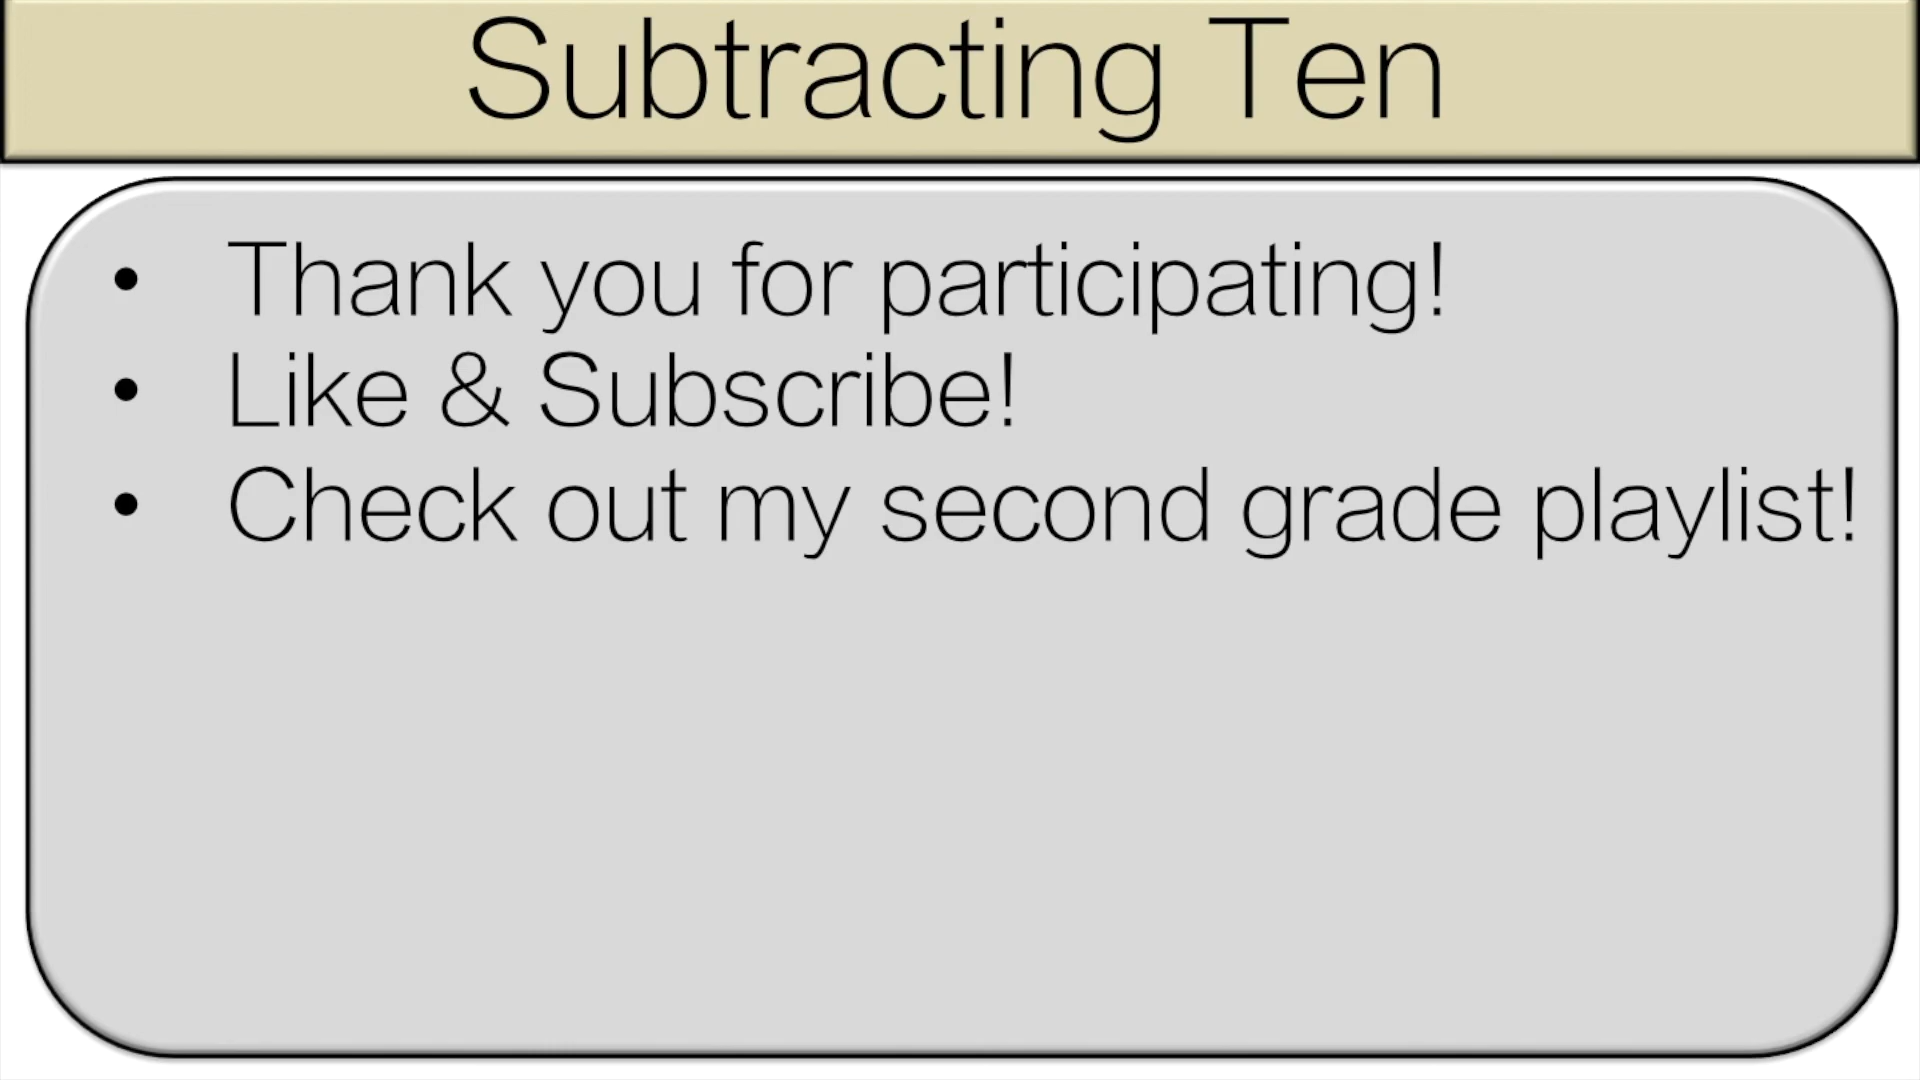 Subtracting Ten
• Thank you for participating!
• Like & Subscribe!
• Check out my second grade playlist!